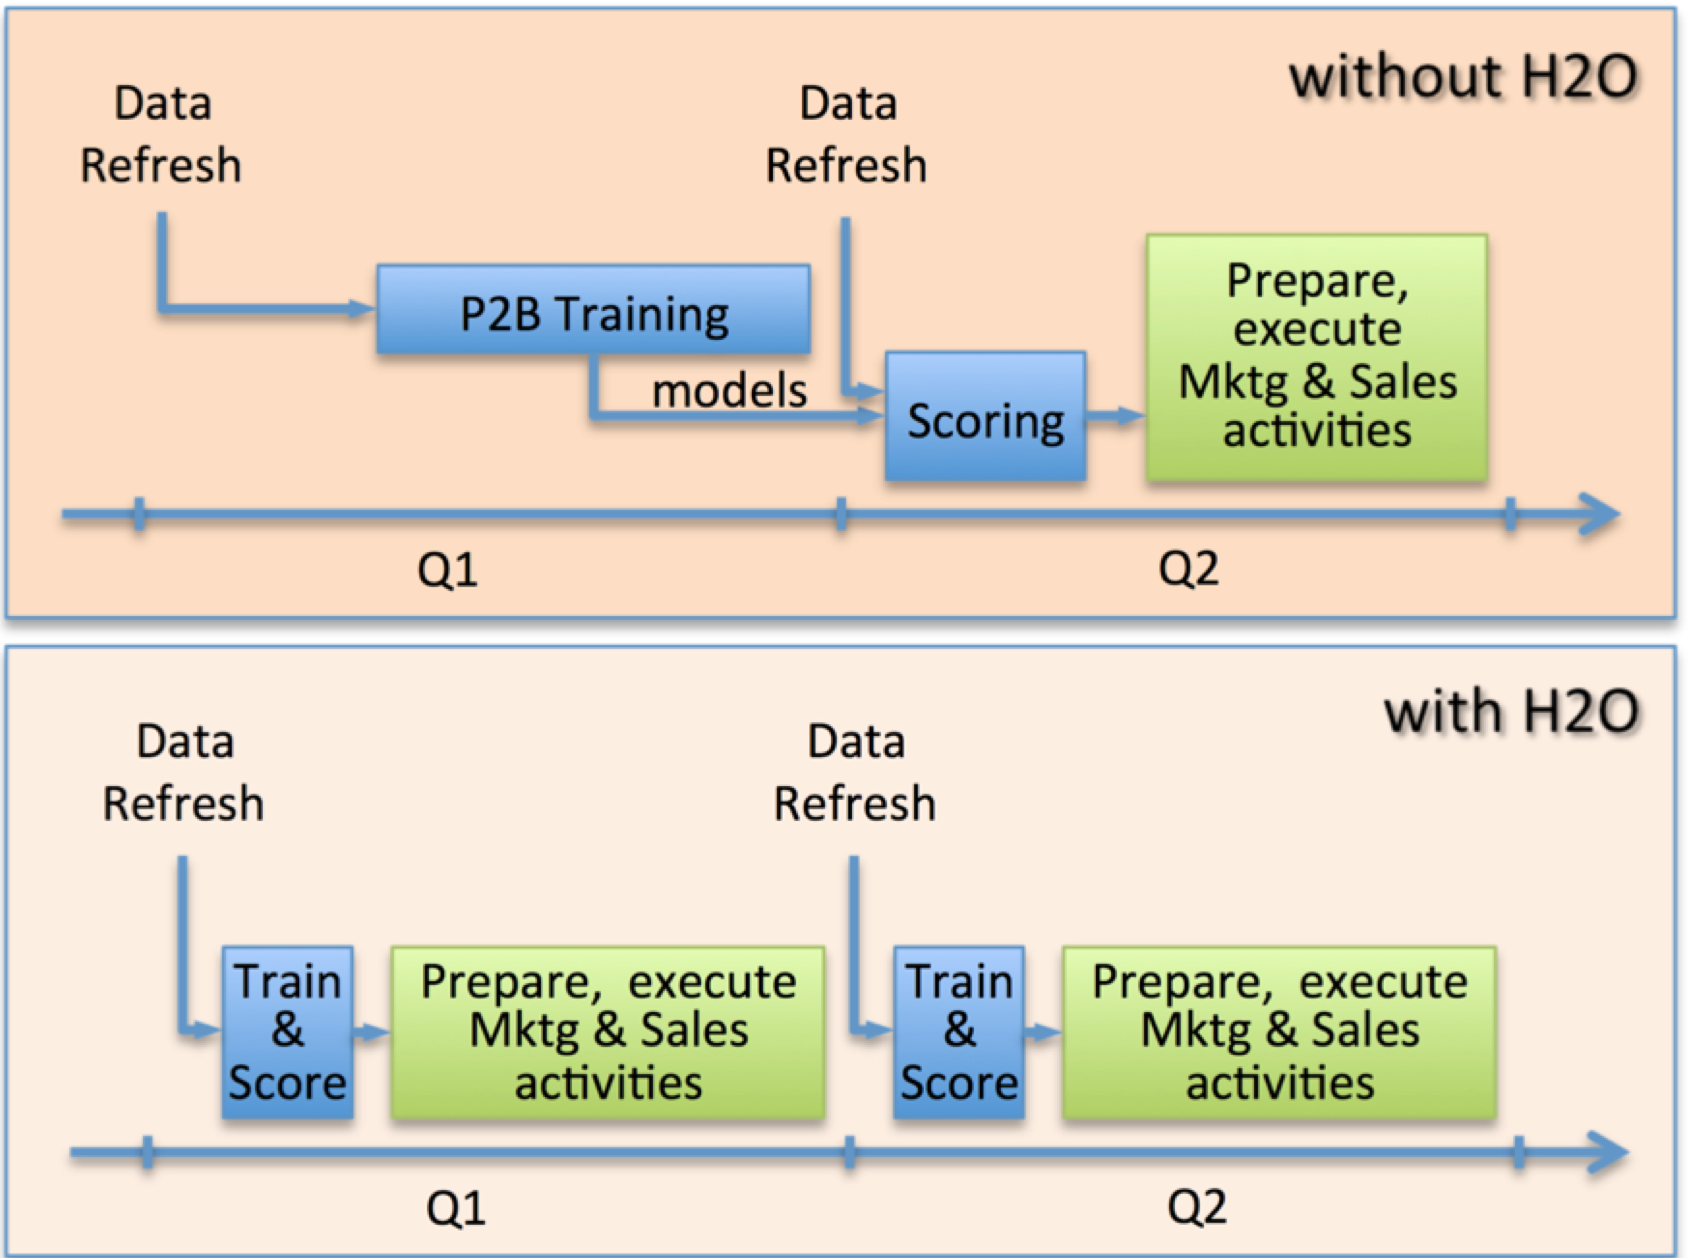 without H2O
Data
Refresh
Data
Refresh
P2B Training
models
Scoring
Prepare,
execute
Mktg & Sales
activities
Q1
Q2
with H2O
Data
Refresh
Data
Refresh
Train
&
Score
Prepare, execute
Mktg & Sales
activities
Train
&
Score
Prepare, execute
Mktg & Sales
activities
Q1
Q2